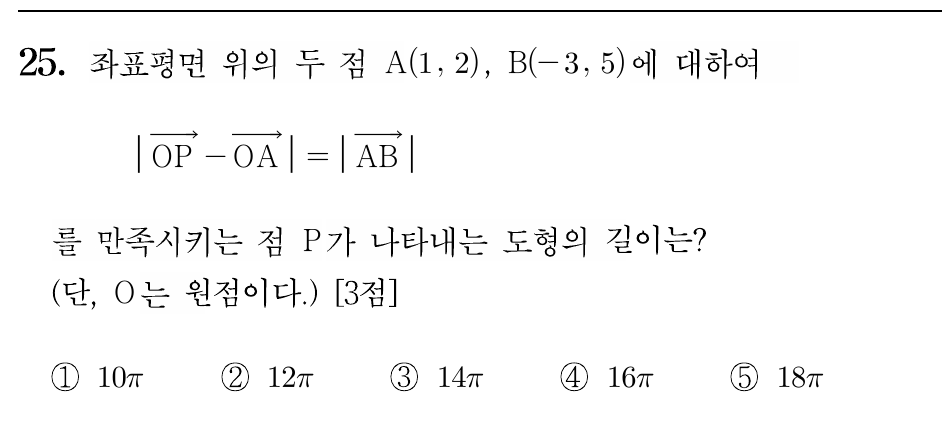 25. 좌표평면 위의 두 점 A(1, 2), B(-3, 5)에 대하여
|OP→ - OA→| = |AB→|
를 만족시키는 점 P가 나타내는 도형의 길이는?
(단, O는 원점이다.) [3점]
① 10π ② 12π ③ 14π ④ 16π ⑤ 18π